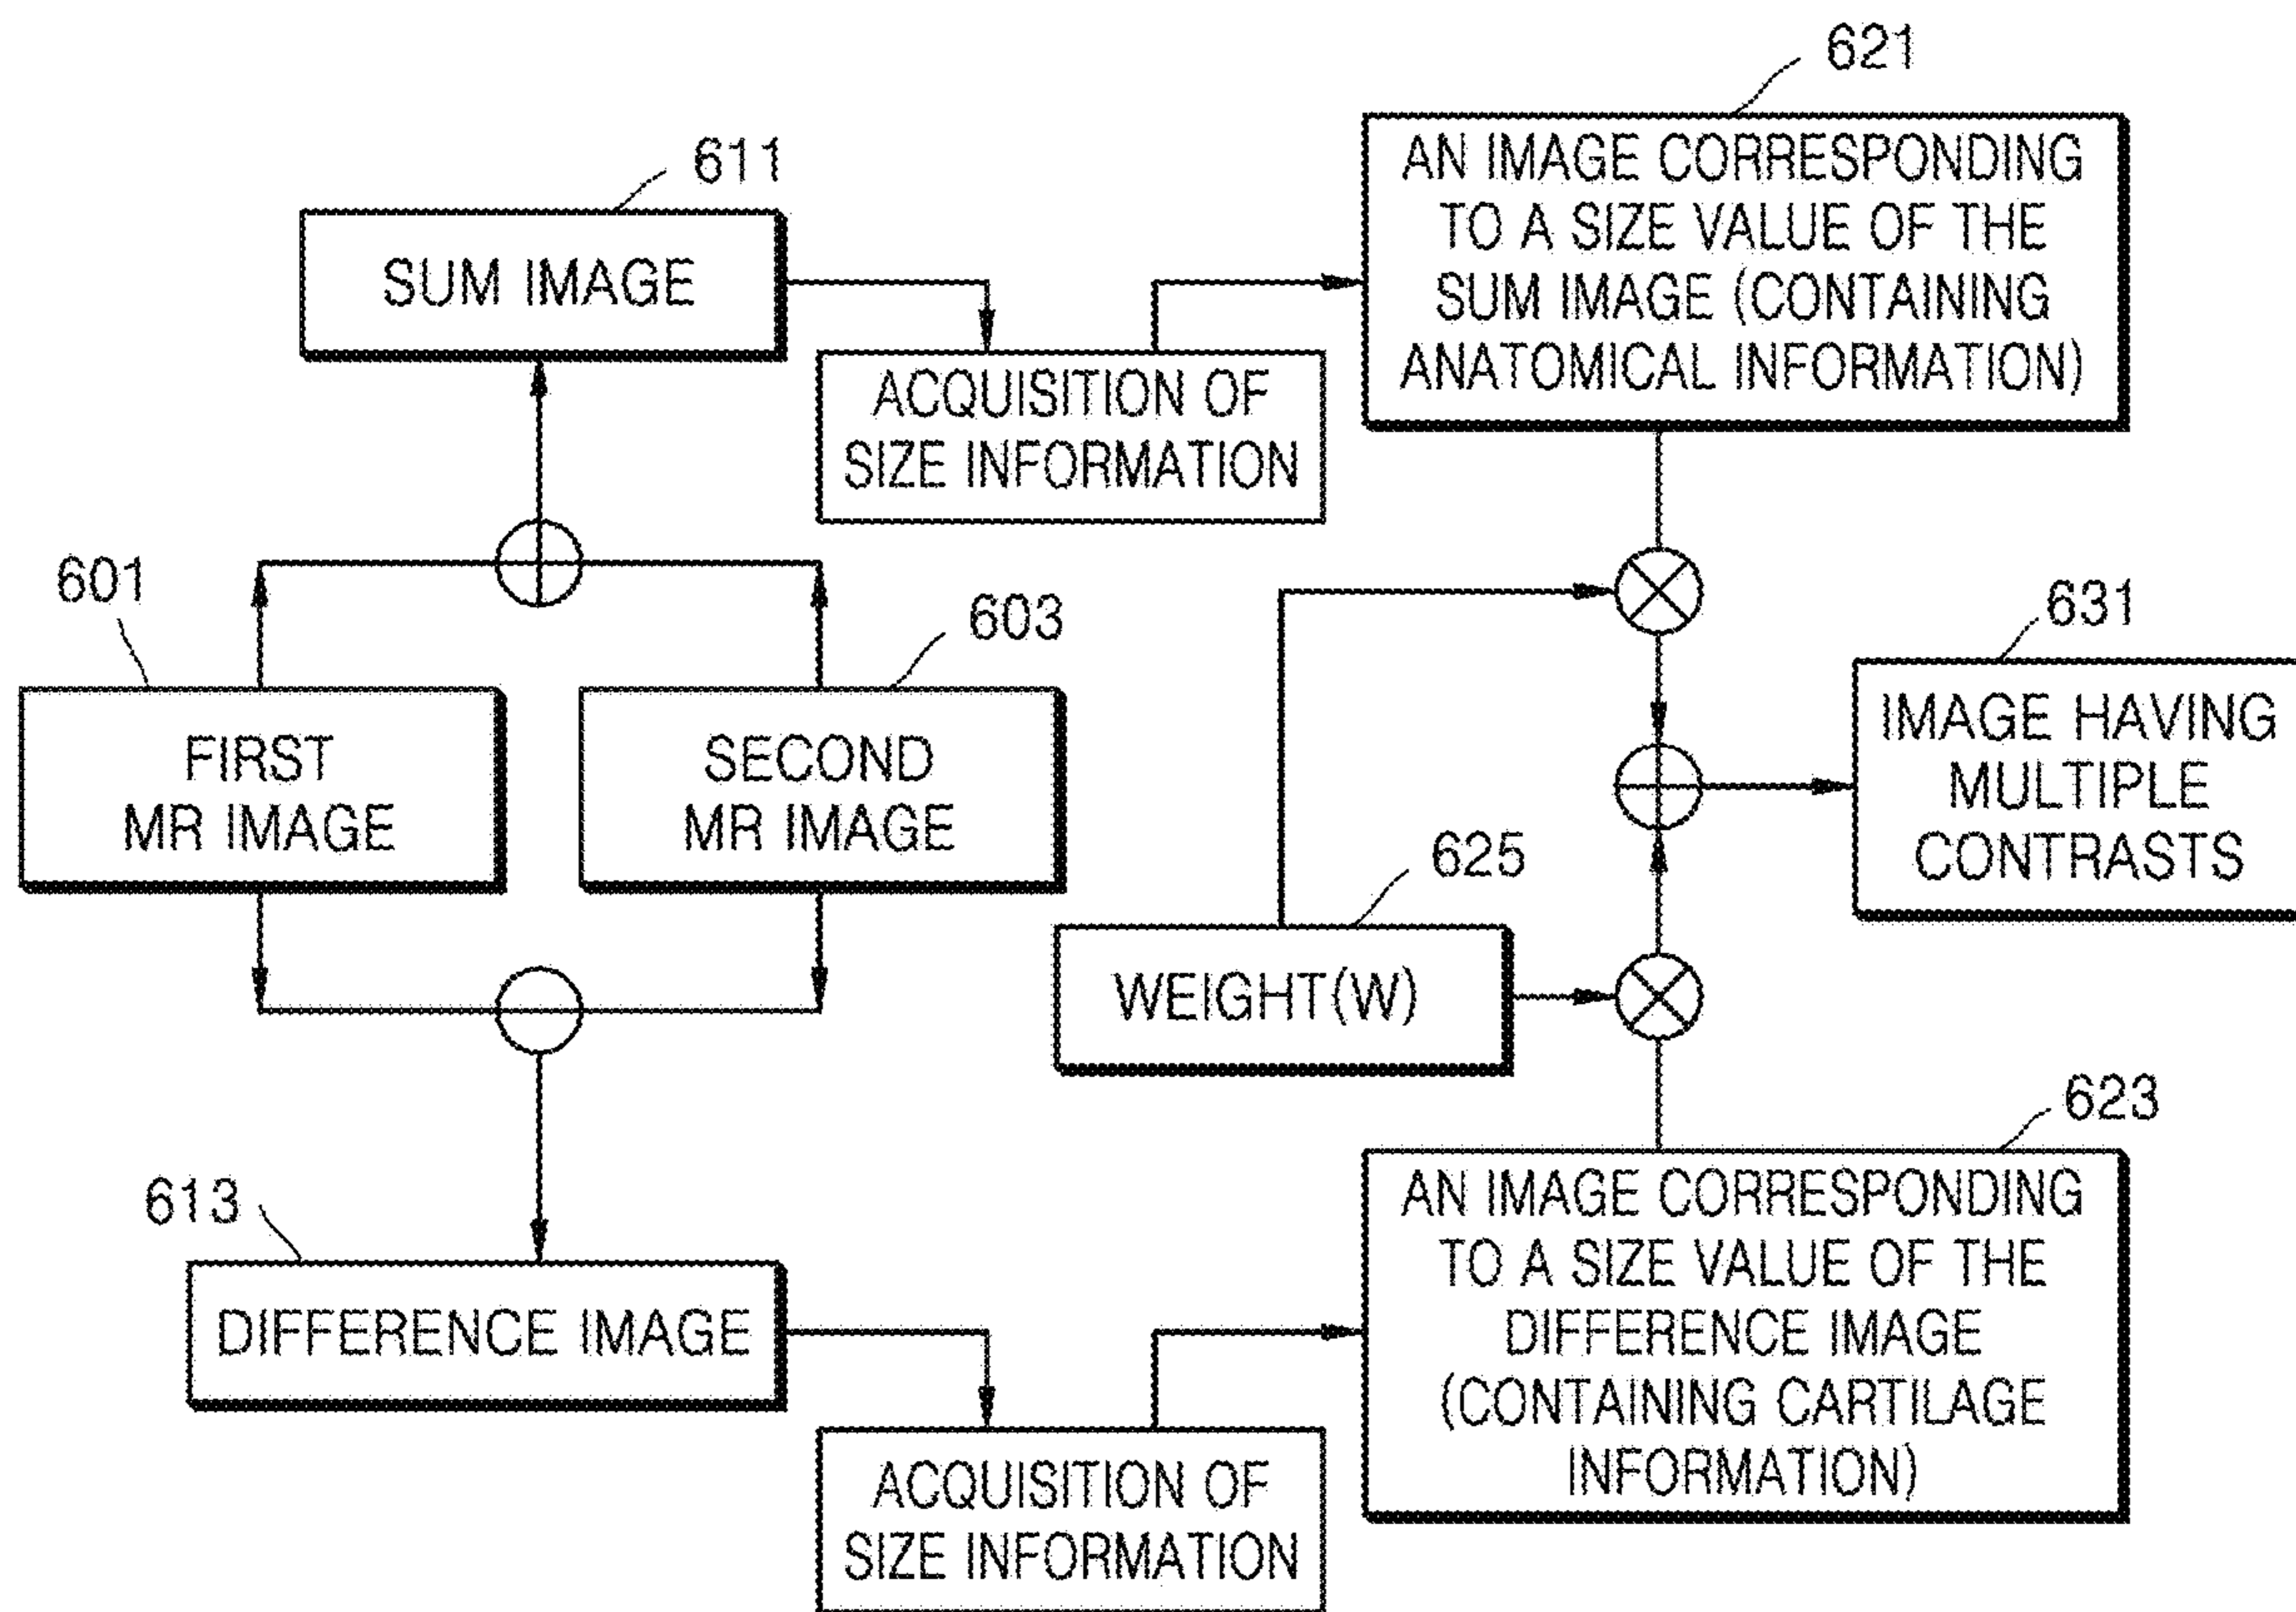 621
611
AN IMAGE CORRESPONDING
TO A SIZE VALUE OF THE
SUM IMAGE (CONTAINING
ANATOMICAL INFORMATION)
SUM IMAGE
ACQUISITION OF
SIZE INFORMATION
601
603
631
FIRST
MR IMAGE
SECOND
MR IMAGE
IMAGE HAVING
MULTIPLE
CONTRASTS
625
WEIGHT(W)
623
613
AN IMAGE CORRESPONDING
TO A SIZE VALUE OF THE
DIFFERENCE IMAGE
(CONTAINING CARTILAGE
INFORMATION)
DIFFERENCE IMAGE
ACQUISITION OF
SIZE INFORMATION